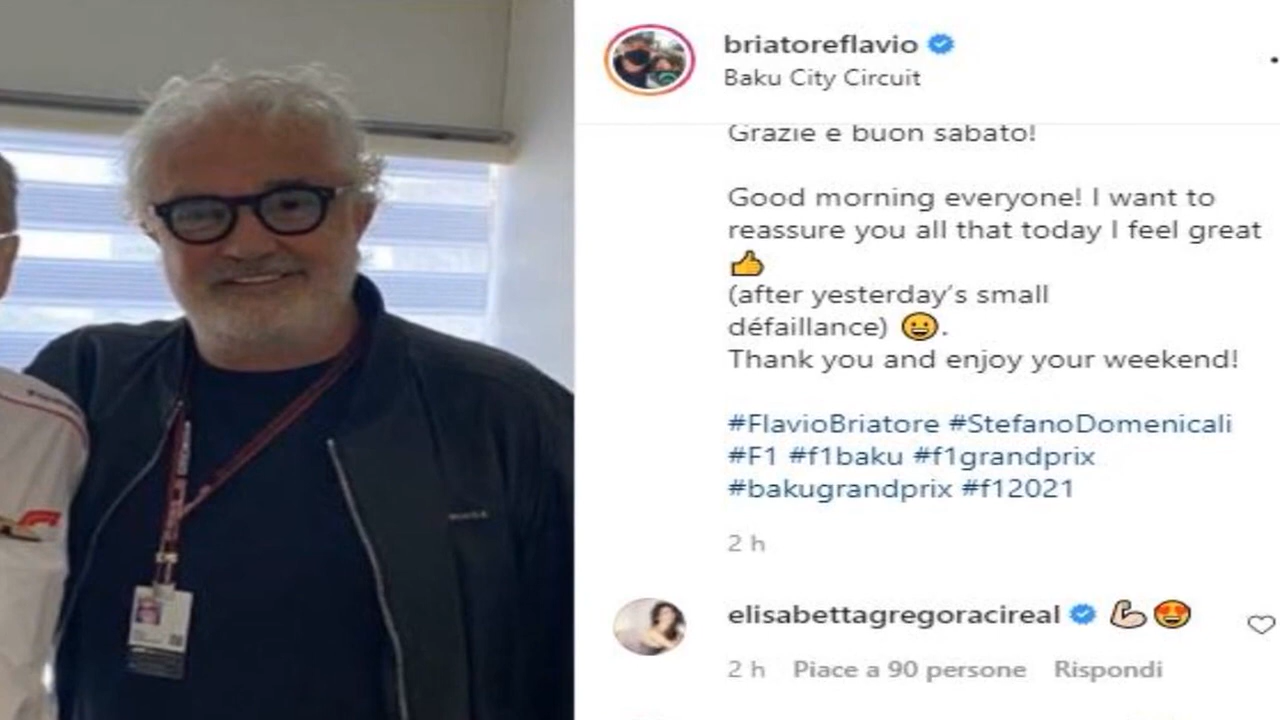 briatoreflavio
Baku City Circuit
Grazie e buon sabato!
Good morning everyone! I want to
reassure you all that today I feel great
👍
(after yesterday's small
défaillance) 😀.
Thank you and enjoy your weekend!
#FlavioBriatore #StefanoDomenicali
#F1 #f1baku #f1grandprix
#bakugrandprix #f12021
2 h
elisabettagregoracireal 💪🏻😍
2 h Piace a 90 persone Rispondi